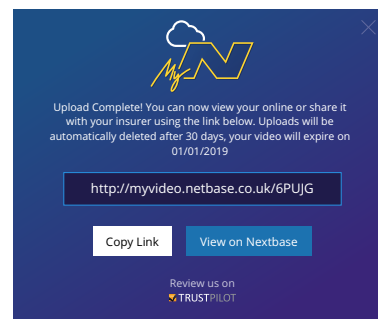 My N
Upload Complete! You can now view your online or share it
with your insurer using the link below. Uploads will be
automatically deleted after 30 days, your video will expire on
01/01/2019
http://myvideo.netbase.co.uk/6PUJG
Copy Link
View on Nextbase
Review us on
TRUSTPILOT